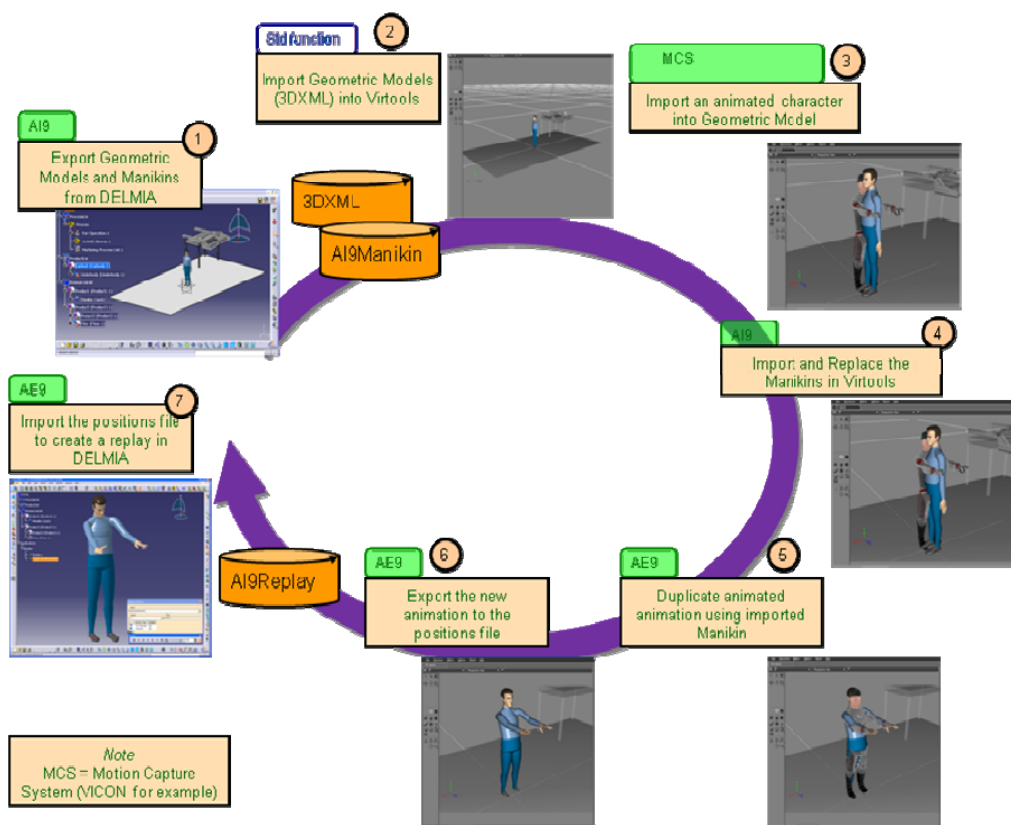 AI9
1
Export Geometric
Models and Manikins
from DELMIA
Std function
2
Import Geometric Models
(3DXML) into Virtools
MCS
3
Import an animated character
into Geometric Model
3DXML
AI9Manikin
AI9
4
Import and Replace the
Manikins in Virtools
AE9
5
Duplicate animated
animation using imported
Manikin
AE9
6
Export the new
animation to the
positions file
AI9Replay
AE9
7
Import the positions file
to create a replay in
DELMIA
Note
MCS = Motion Capture
System (VICON for example)